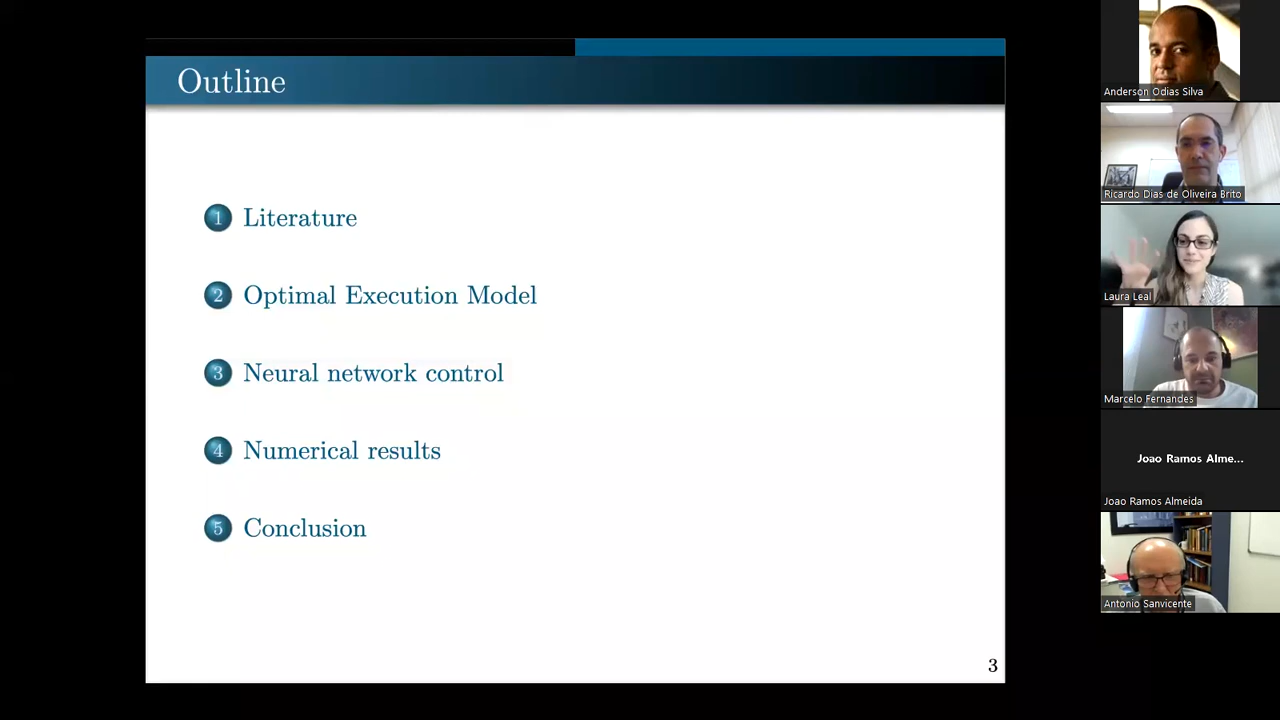 Outline
1 Literature
2 Optimal Execution Model
3 Neural network control
4 Numerical results
5 Conclusion
3
Anderson Odias Silva
Ricardo Dias de Oliveira Brito
Laura Leal
Marcelo Fernandes
Joao Ramos Alme...
Joao Ramos Almeida
Antonio Sanvicente